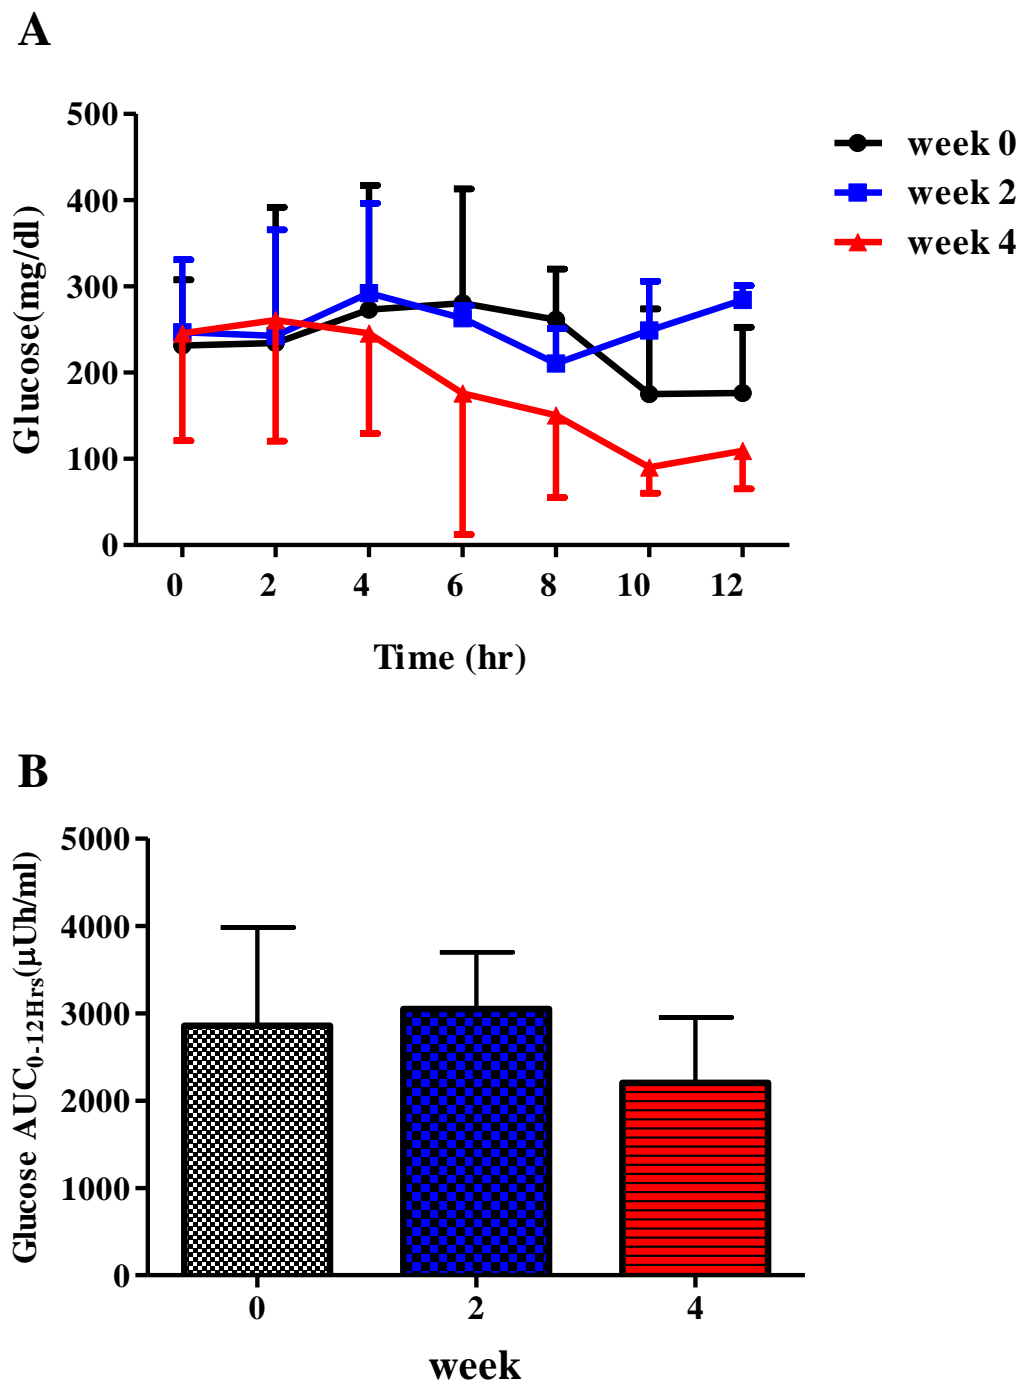 A
500
400
300
200
100
0
Glucose(mg/dl)
0 2 4 6 8 10 12
Time (hr)
week 0
week 2
week 4
B
5000
4000
3000
2000
1000
0
Glucose AUC0-12Hrs(µUh/ml)
0 2 4
week